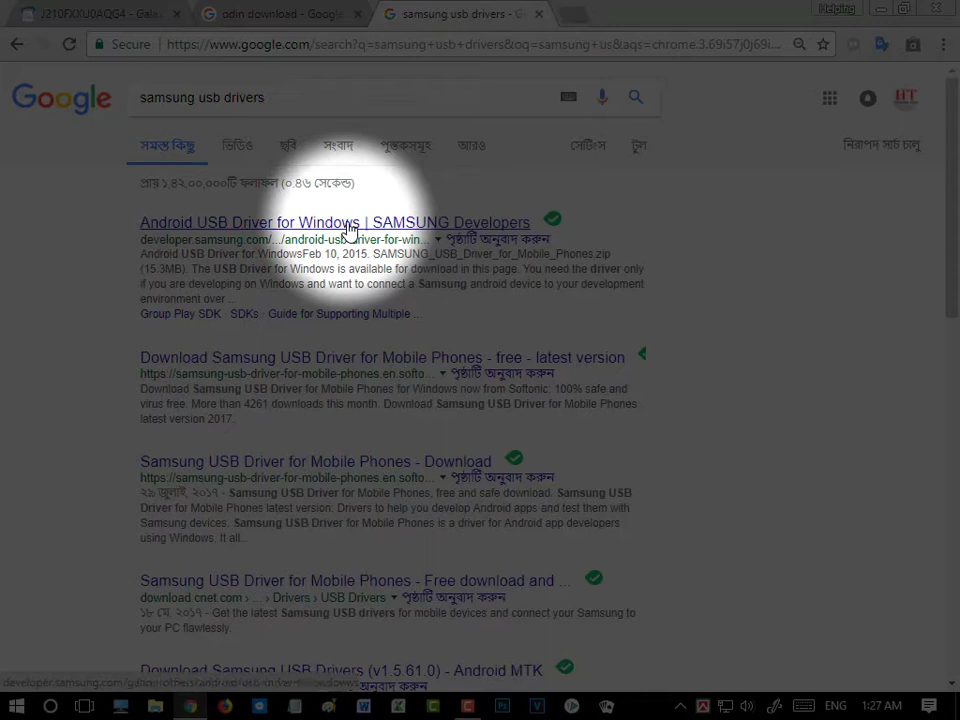 J210FXXU0AQG4 - Gala
odin download - Google
samsung usb drivers - G
Helping
Secure
https://www.google.com/search?q=samsung+usb+drivers&oq=samsung+us&aqs=chrome.3.69i57j0j69i...
Google
samsung usb drivers
HT
সমস্ত কিছু ভিডিও ছবি সংবাদ পুস্তকসমূহ আরও সেটিংস টুল নিরাপদ সার্চ চালু
প্রায় ১,৪২,০০,০০০টি ফলাফল (০.৪৬ সেকেন্ড)
Android USB Driver for Windows | SAMSUNG Developers
developer.samsung.com/.../android-usb-driver-for-win... পৃষ্ঠাটি অনুবাদ করুন
Android USB Driver for WindowsFeb 10, 2015. SAMSUNG_USB_Driver_for_Mobile_Phones.zip
(15.3MB). The USB Driver for Windows is available for download in this page. You need the driver only
if you are developing on Windows and want to connect a Samsung android device to your development
environment over ..
Group Play SDK · SDKs · Guide for Supporting Multiple ...
Download Samsung USB Driver for Mobile Phones - free - latest version
https://samsung-usb-driver-for-mobile-phones.en.softo... পৃষ্ঠাটি অনুবাদ করুন
Download Samsung USB Driver for Mobile Phones for Windows now from Softonic: 100% safe and
virus free. More than 4261 downloads this month. Download Samsung USB Driver for Mobile Phones
latest version 2017.
Samsung USB Driver for Mobile Phones - Download
https://samsung-usb-driver-for-mobile-phones.en.softo... পৃষ্ঠাটি অনুবাদ করুন
২৯ জুলাই, ২০১৭ - Samsung USB Driver for Mobile Phones, free and safe download. Samsung USB
Driver for Mobile Phones latest version: Drivers to help you develop Android apps and test them with
Samsung devices. Samsung USB Driver for Mobile Phones is a driver for Android app developers
using Windows. It all...
Samsung USB Driver for Mobile Phones - Free download and ...
download.cnet.com › ... › Drivers › USB Drivers পৃষ্ঠাটি অনুবাদ করুন
১৮ মে, ২০১৭ - Get the latest Samsung USB drivers for mobile devices and connect your Samsung to
your PC flawlessly.
Download Samsung USB Drivers (v1.5.61.0) - Android MTK
অনুবাদ করুন
ENG 1:27 AM